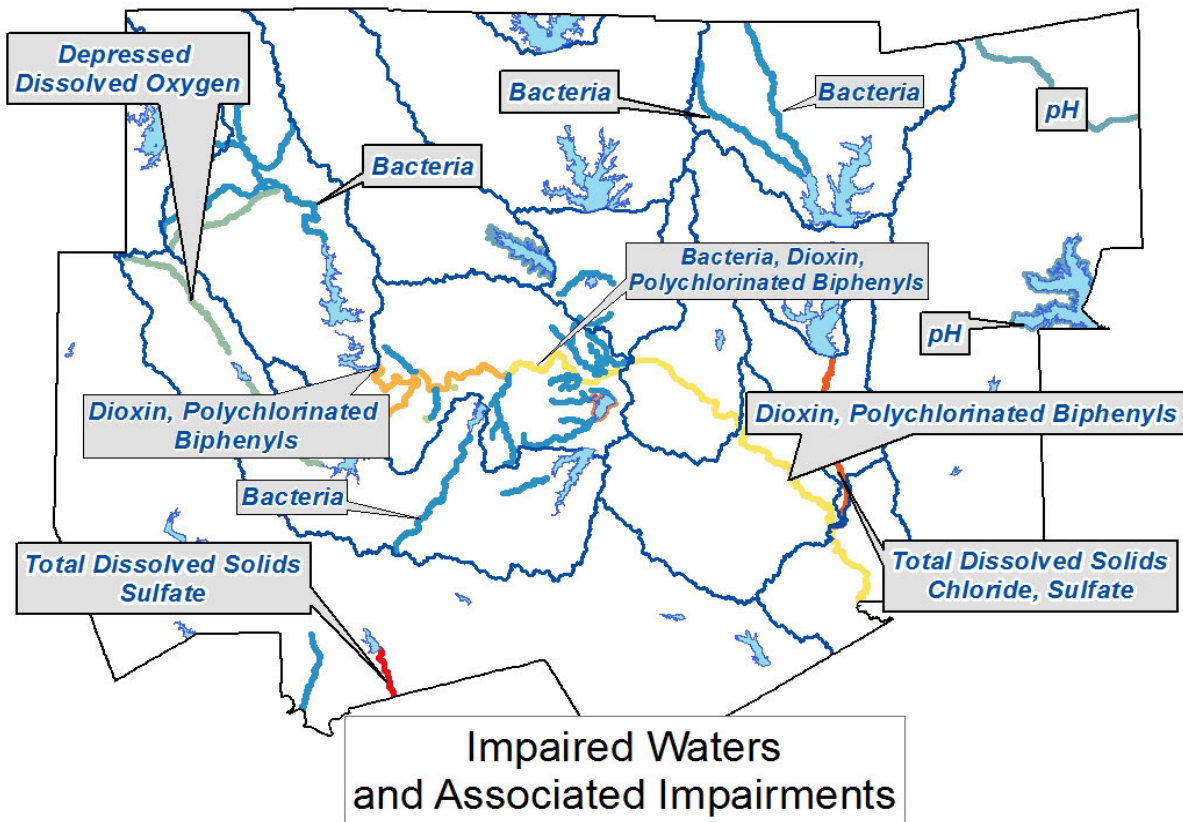 Depressed
Dissolved Oxygen
Bacteria
Bacteria
pH
Bacteria
Bacteria, Dioxin,
Polychlorinated Biphenyls
pH
Dioxin, Polychlorinated
Biphenyls
Dioxin, Polychlorinated Biphenyls
Bacteria
Total Dissolved Solids
Sulfate
Total Dissolved Solids
Chloride, Sulfate
Impaired Waters
and Associated Impairments